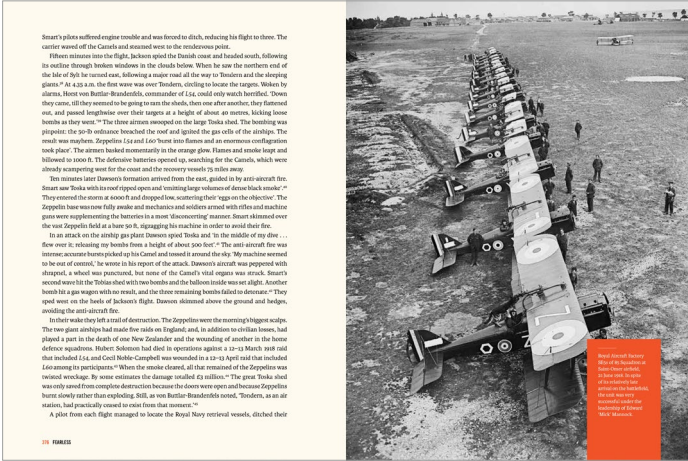 Smart's pilots suffered engine trouble and was forced to ditch, reducing his flight to three. The
carrier waved off the Camels and steamed west to the rendezvous point.
Fifteen minutes into the flight, Jackson spied the Danish coast and headed south, following
its outline through broken windows in the clouds below. When he saw the northern end of
the Isle of Sylt he turned east, following a major road all the way to Tondern and the sleeping
giants. At 4.35 a.m. the first wave was over Tondern, circling to locate the targets. Woken by
alarms, Horst von Buttlar-Brandenfels, commander of L54, could only watch horrified. 'Down
they came, till they seemed to be going to ram the sheds, then one after another, they flattened
out, and passed lengthwise over their targets at a height of about 40 metres, kicking loose
bombs as they went.' The three airmen swooped on the large Toska shed. The bombing was
pinpoint: the 50-lb ordnance breached the roof and ignited the gas cells of the airships. The
result was mayhem. Zeppelins L54 and L60 'burst into flames and an enormous conflagration
took place'. The airmen basked momentarily in the orange glow. Flames and smoke leapt and
billowed to 1000 ft. The defensive batteries opened up, searching for the Camels, which were
already scampering west for the coast and the recovery vessels 75 miles away.
Ten minutes later Dawson's formation arrived from the east, guided in by anti-aircraft fire.
Smart saw Toska with its roof ripped open and 'emitting large volumes of dense black smoke'.
They entered the storm at 6000 ft and dropped low, scattering their 'eggs on the objective'. The
Zeppelin base was now fully awake and mechanics and soldiers armed with rifles and machine
guns were supplementing the batteries in a most 'disconcerting' manner. Smart skimmed over
the vast Zeppelin field at a bare 50 ft, zigzagging his machine in order to avoid their fire.
In an attack on the airship gas plant Dawson spied Toska and 'in the middle of my dive . . .
flew over it; releasing my bombs from a height of about 500 feet'. The anti-aircraft fire was
intense; accurate bursts picked up his Camel and tossed it around the sky. 'My machine seemed
to be out of control,' he wrote in his report of the attack. Dawson's aircraft was peppered with
shrapnel, a wheel was punctured, but none of the Camel's vital organs was struck. Smart's
second wave hit the Tobias shed with two bombs and the balloon inside was set alight. Another
bomb hit a gas wagon with no result, and the three remaining bombs failed to detonate. They
sped west on the heels of Jackson's flight. Dawson skimmed above the ground and hedges,
avoiding the anti-aircraft fire.
In their wake they left a trail of destruction. The Zeppelins were the morning's biggest scalps.
The two giant airships had made five raids on England; and, in addition to civilian losses, had
played a part in the death of one New Zealander and the wounding of another in the home
defence squadrons. Hubert Solomon had died in operations against a 12–13 March 1918 raid
that included L54, and Cecil Noble-Campbell was wounded in a 12–13 April raid that included
L60 among its participants. When the smoke cleared, all that remained of the Zeppelins was
twisted wreckage. By some estimates the damage totalled £3 million. The great Toska shed
was only saved from complete destruction because the doors were open and because Zeppelins
burnt slowly rather than exploding. Still, as von Buttlar-Brandenfels noted, 'Tondern, as an air
station, had practically ceased to exist from that moment.'
A pilot from each flight managed to locate the Royal Navy retrieval vessels, ditched their
276 FEARLESS
Royal Aircraft Factory
SE5a of 85 Squadron at
Saint-Omer airfield,
21 June 1918. In spite
of its relatively late
arrival on the battlefield,
the unit was very
successful under the
leadership of Edward
'Mick' Mannock.